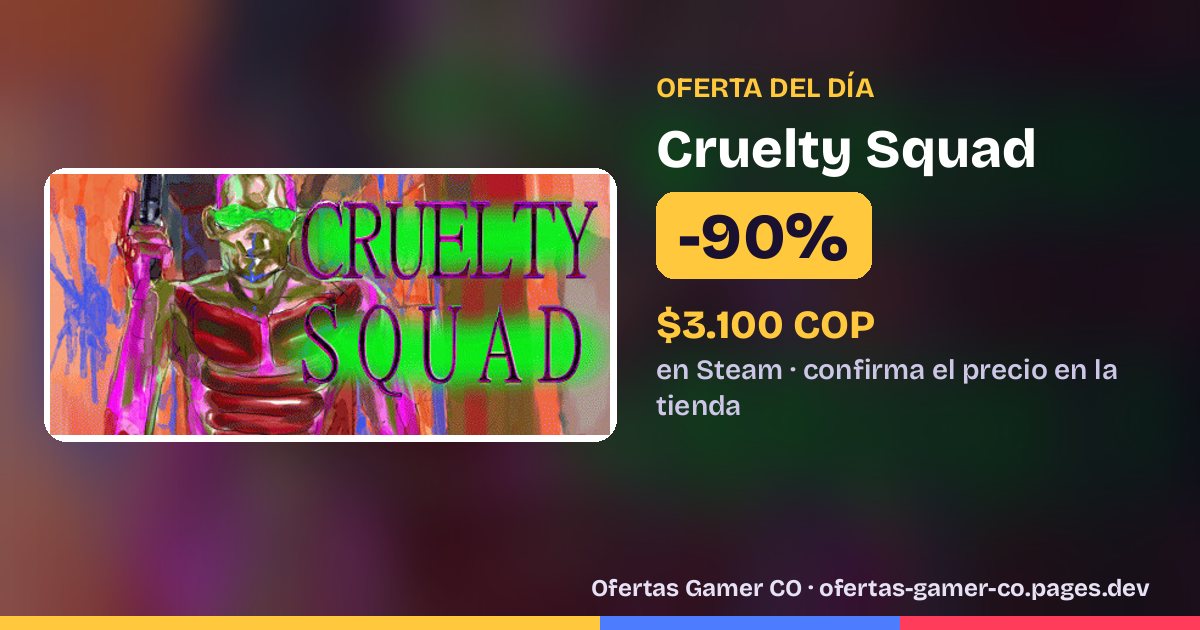 OFERTA DEL DÍA
Cruelty Squad
-90%
$3.100 COP
en Steam · confirma el precio en la
tienda
CRUELTY
SQUAD
Ofertas Gamer CO · ofertas-gamer-co.pages.dev